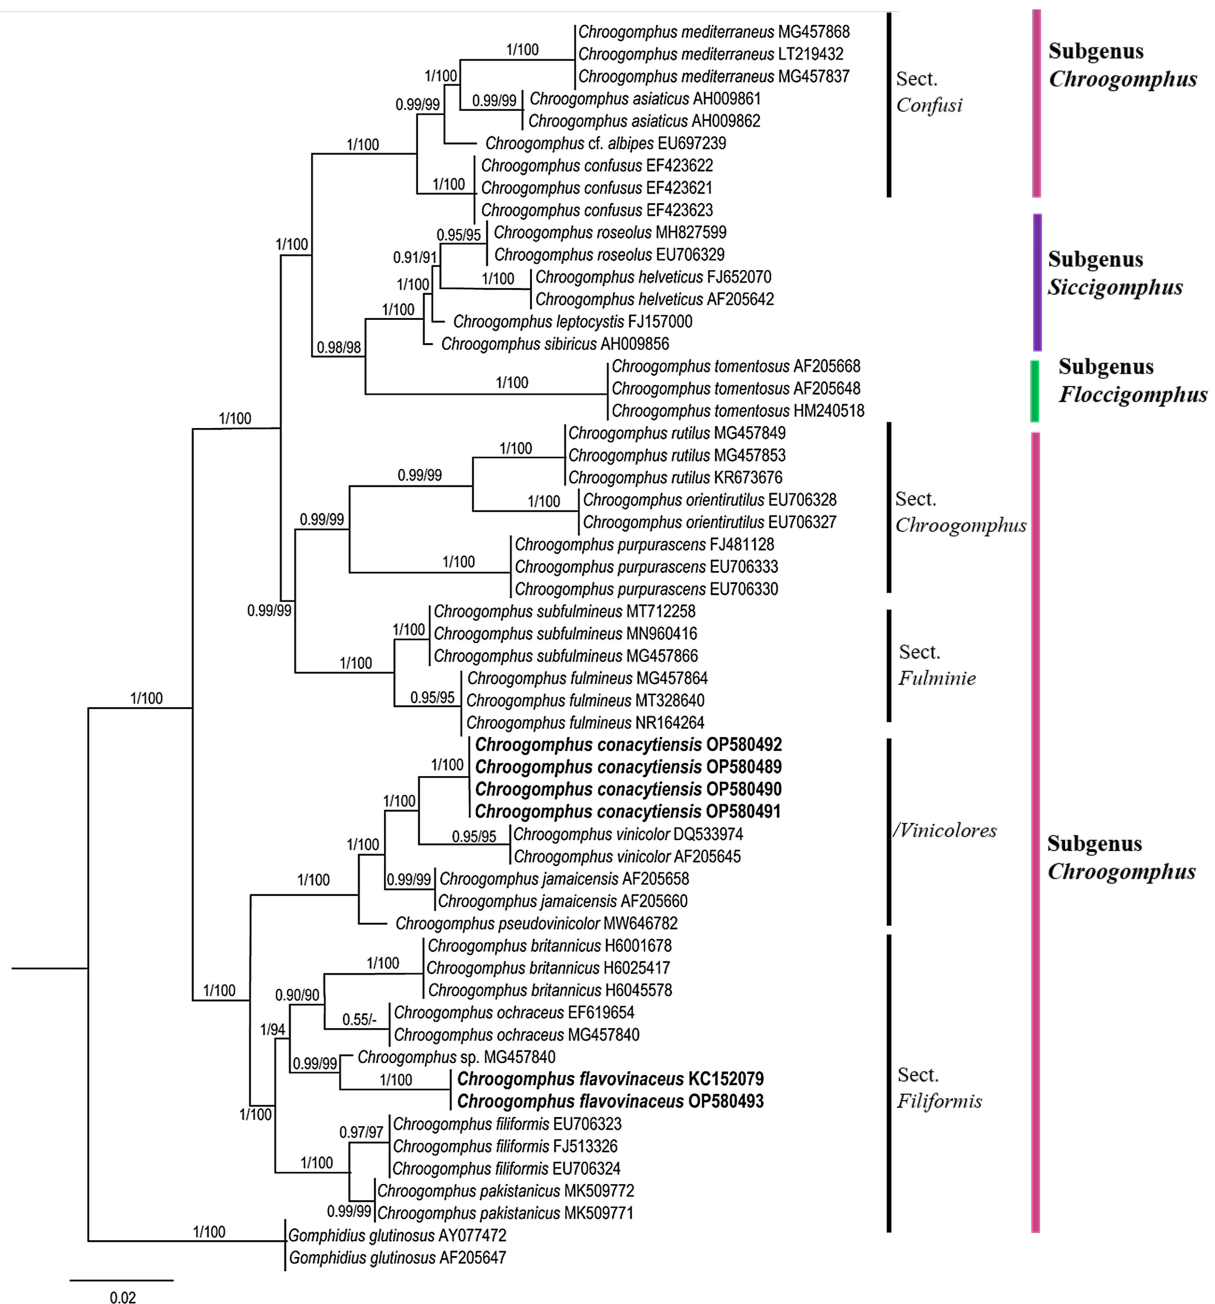 Chroogomphus mediterraneus MG457868
1/100
Chroogomphus mediterraneus LT219432
Chroogomphus mediterraneus MG457837
1/100
Chroogomphus asiaticus AH009861
0.99/99
0.99/99
Chroogomphus asiaticus AH009862
Chroogomphus cf. albipes EU697239
1/100
Chroogomphus confusus EF423622
1/100
Chroogomphus confusus EF423621
Chroogomphus confusus EF423623
Sect.
Confusi
Subgenus
Chroogomphus
1/100
Chroogomphus roseolus MH827599
0.95/95
Chroogomphus roseolus EU706329
0.91/91
Chroogomphus helveticus FJ652070
1/100
1/100
Chroogomphus helveticus AF205642
1/100
Chroogomphus leptocystis FJ157000
Chroogomphus sibiricus AH009856
Subgenus
Siccigomphus
0.98/98
Chroogomphus tomentosus AF205668
1/100
Chroogomphus tomentosus AF205648
Chroogomphus tomentosus HM240518
Subgenus
Floccigomphus
1/100
Chroogomphus rutilus MG457849
1/100
Chroogomphus rutilus MG457853
Chroogomphus rutilus KR673676
0.99/99
Chroogomphus orientirutilus EU706328
1/100
Chroogomphus orientirutilus EU706327
0.99/99
Chroogomphus purpurascens FJ481128
1/100
Chroogomphus purpurascens EU706333
Chroogomphus purpurascens EU706330
Sect.
Chroogomphus
0.99/99
Chroogomphus subfulmineus MT712258
1/100
Chroogomphus subfulmineus MN960416
Chroogomphus subfulmineus MG457866
1/100
Chroogomphus fulmineus MG457864
0.95/95
Chroogomphus fulmineus MT328640
Chroogomphus fulmineus NR164264
Sect.
Fulminie
1/100
Chroogomphus conacytiensis OP580492
1/100
Chroogomphus conacytiensis OP580489
Chroogomphus conacytiensis OP580490
1/100
Chroogomphus conacytiensis OP580491
Chroogomphus vinicolor DQ533974
0.95/95
1/100
Chroogomphus vinicolor AF205645
Chroogomphus jamaicensis AF205658
0.99/99
1/100
Chroogomphus jamaicensis AF205660
Chroogomphus pseudovinicolor MW646782
/Vinicolores
Subgenus
Chroogomphus
1/100
Chroogomphus britannicus H6001678
1/100
Chroogomphus britannicus H6025417
Chroogomphus britannicus H6045578
0.90/90
Chroogomphus ochraceus EF619654
0.55/-
Chroogomphus ochraceus MG457840
1/94
Chroogomphus sp. MG457840
0.99/99
Chroogomphus flavovinaceus KC152079
1/100
Chroogomphus flavovinaceus OP580493
1/100
Chroogomphus filiformis EU706323
0.97/97
Chroogomphus filiformis FJ513326
1/100
Chroogomphus filiformis EU706324
Chroogomphus pakistanicus MK509772
0.99/99
Chroogomphus pakistanicus MK509771
Sect.
Filiformis
Gomphidius glutinosus AY077472
1/100
Gomphidius glutinosus AF205647
0.02